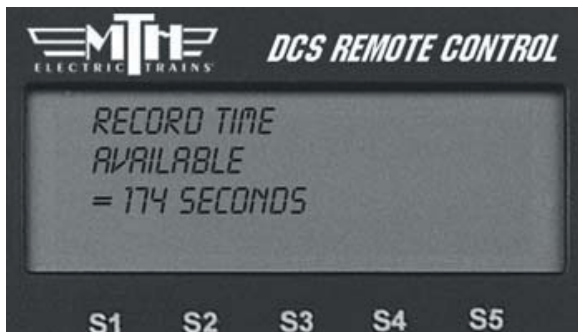 MTH
ELECTRIC TRAINS
DCS REMOTE CONTROL
RECORD TIME
AVAILABLE
= 174 SECONDS
S1 S2 S3 S4 S5